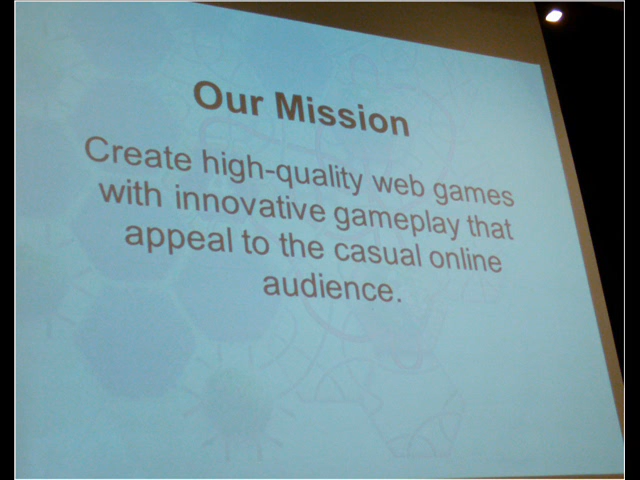 Our Mission
Create high-quality web games
with innovative gameplay that
appeal to the casual online
audience.